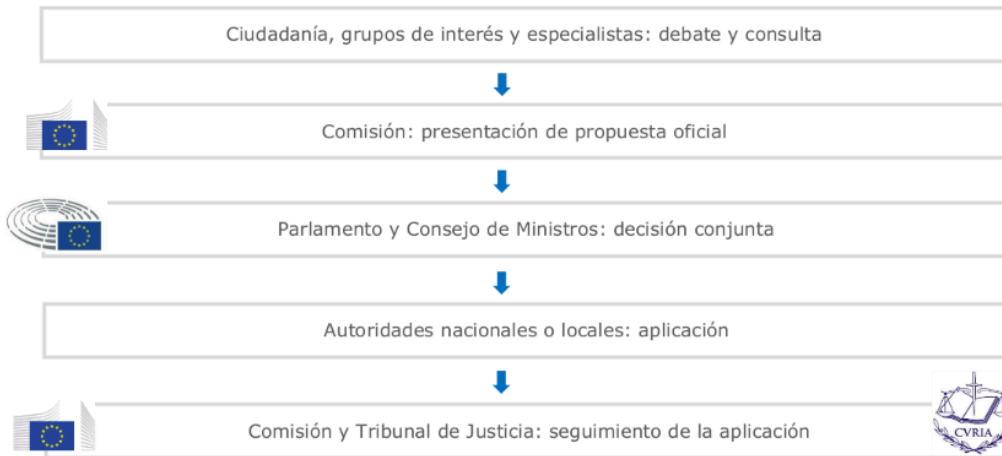 Ciudadanía, grupos de interés y especialistas: debate y consulta
Comisión: presentación de propuesta oficial
Parlamento y Consejo de Ministros: decisión conjunta
Autoridades nacionales o locales: aplicación
Comisión y Tribunal de Justicia: seguimiento de la aplicación
CVRIA